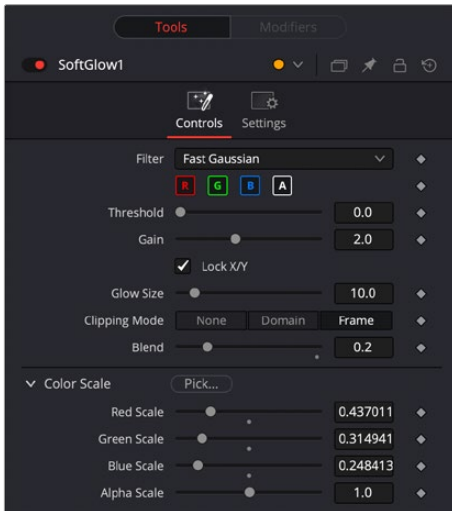 Tools Modifiers
SoftGlow1
Controls Settings
Filter Fast Gaussian
R G B A
Threshold 0.0
Gain 2.0
Lock X/Y
Glow Size 10.0
Clipping Mode None Domain Frame
Blend 0.2
Color Scale Pick...
Red Scale 0.437011
Green Scale 0.314941
Blue Scale 0.248413
Alpha Scale 1.0